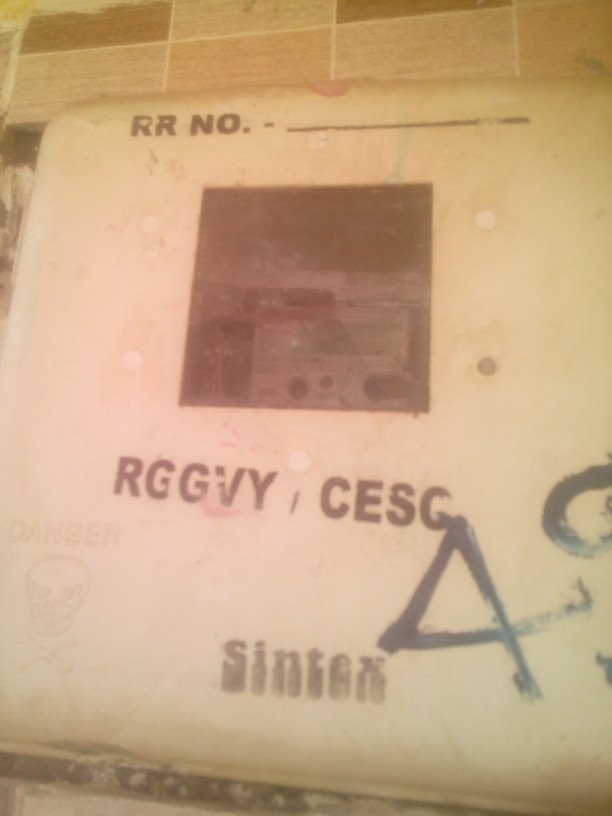 RR NO. -
RGGVY / CESC
DANGER
Sintex